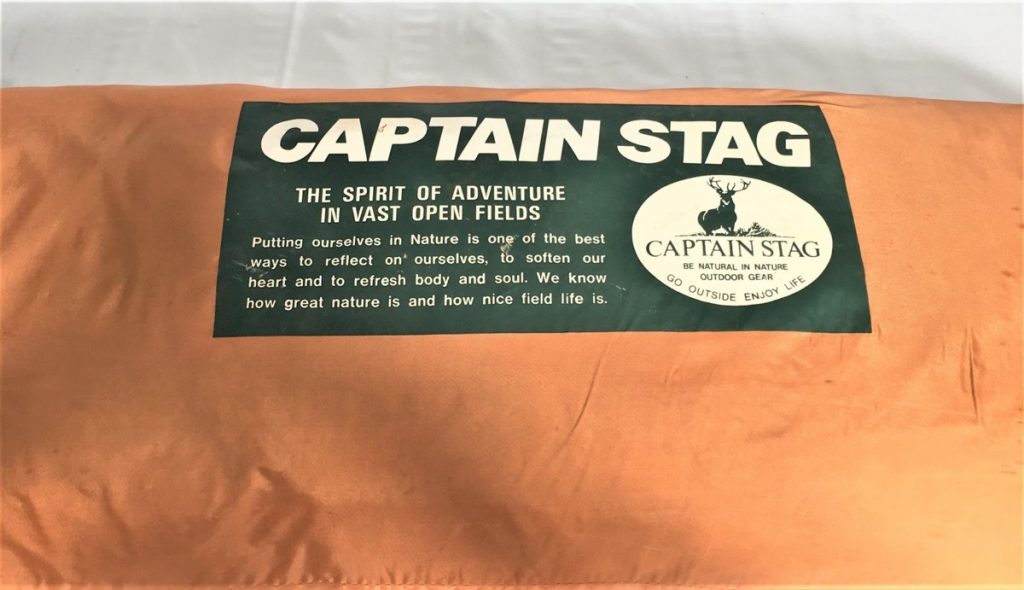 CAPTAIN STAG
THE SPIRIT OF ADVENTURE
IN VAST OPEN FIELDS
Putting ourselves in Nature is one of the best
ways to reflect on ourselves, to soften our
heart and to refresh body and soul. We know
how great nature is and how nice field life is.
CAPTAIN STAG
BE NATURAL IN NATURE
OUTDOOR GEAR
GO OUTSIDE ENJOY LIFE